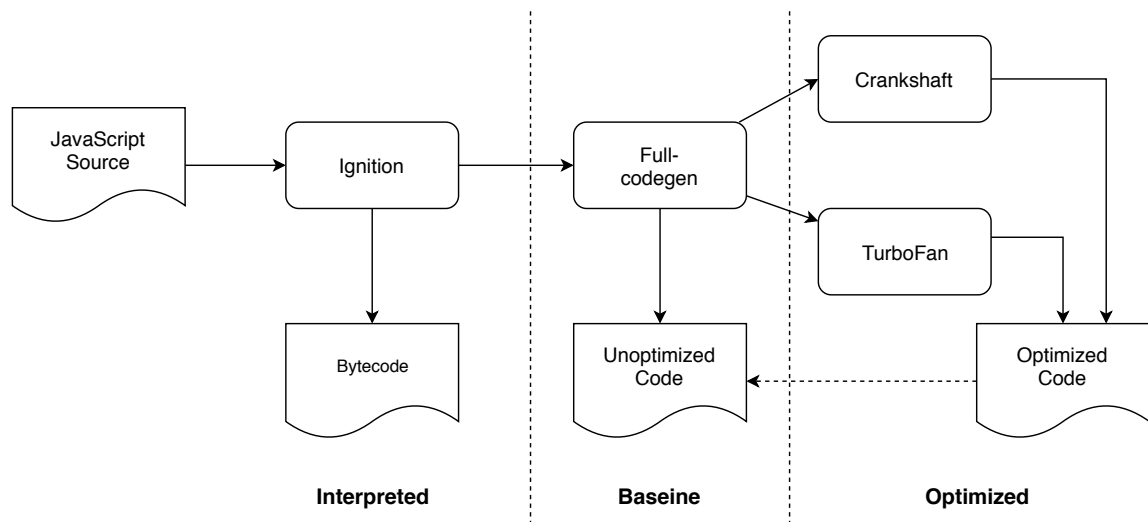 Crankshaft
JavaScript
Source
Ignition
Full-
codegen
TurboFan
Bytecode
Unoptimized
Code
Optimized
Code
Interpreted
Baseine
Optimized